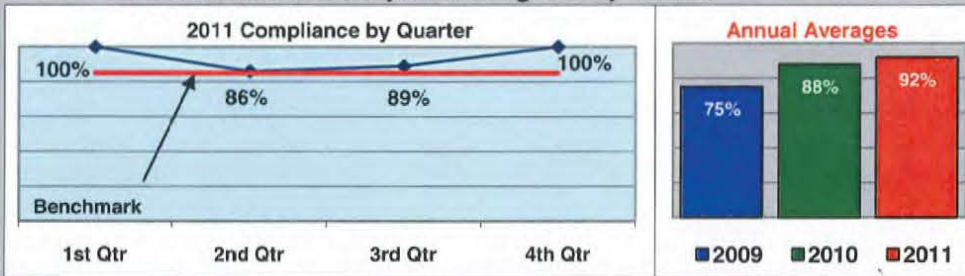 2011 Compliance by Quarter
100%
86%
89%
100%
Benchmark
1st Qtr
2nd Qtr
3rd Qtr
4th Qtr
Annual Averages
75%
88%
92%
2009
2010
2011